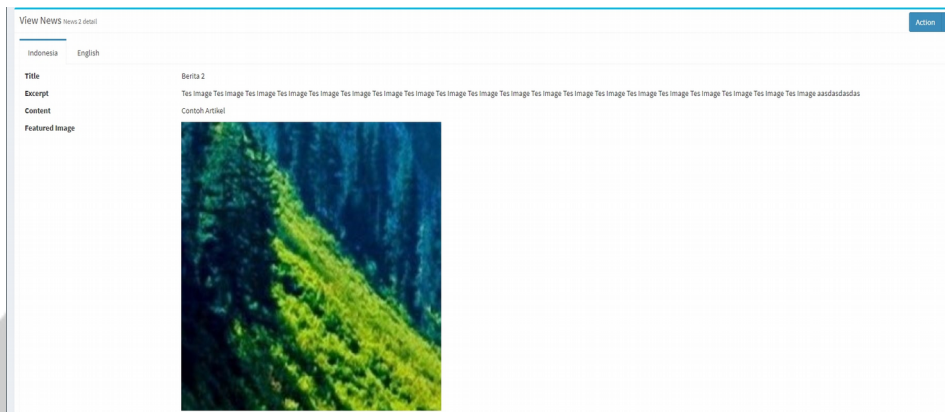 View News News 2 detail
Action
Indonesia English
Title Berita 2
Excerpt Tes Image Tes Image Tes Image Tes Image Tes Image Tes Image Tes Image Tes Image Tes Image Tes Image Tes Image Tes Image Tes Image Tes Image Tes Image Tes Image Tes Image Tes Image Tes Image Tes Image aasdasdasdas
Content Contoh Artikel
Featured Image